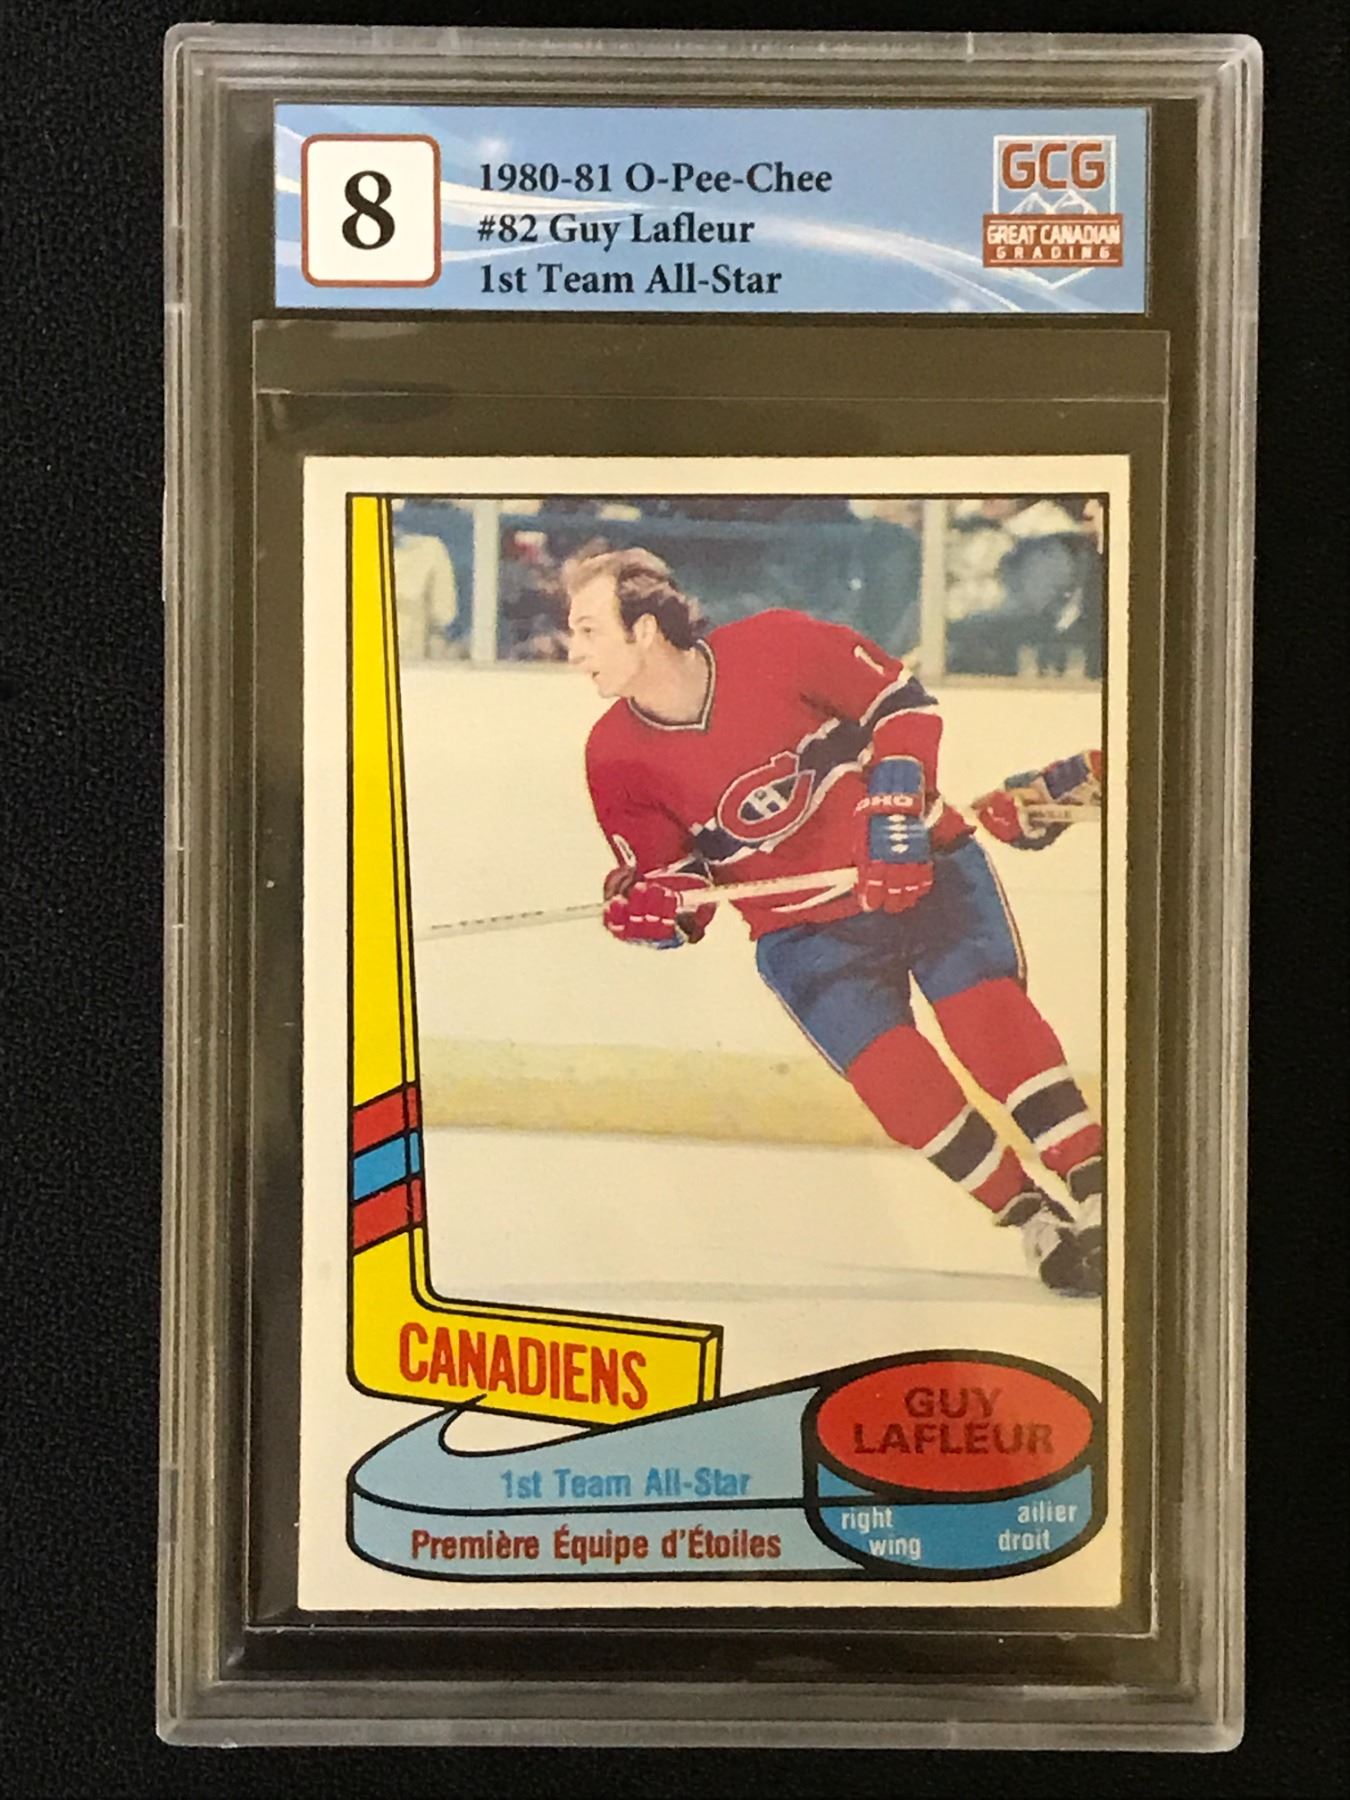 8
1980-81 O-Pee-Chee
#82 Guy Lafleur
1st Team All-Star
GCG
GREAT CANADIAN
GRADING
CANADIENS
GUY
LAFLEUR
1st Team All-Star
Première Équipe d'Étoiles
right
wing
ailier
droit